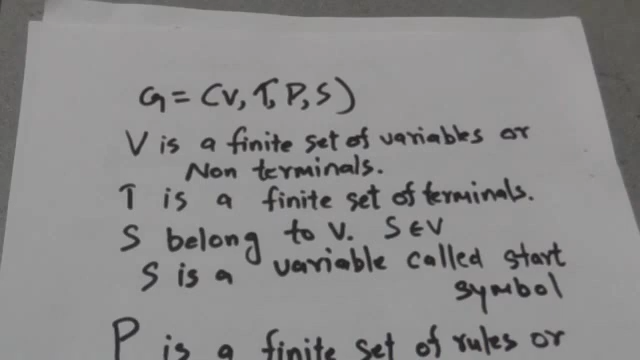 G = (V, T, P, S)
V is a finite set of variables or
Non terminals.
T is a finite set of terminals.
S belong to V. S ∈ V
S is a variable called start
symbol
P is a finite set of rules or